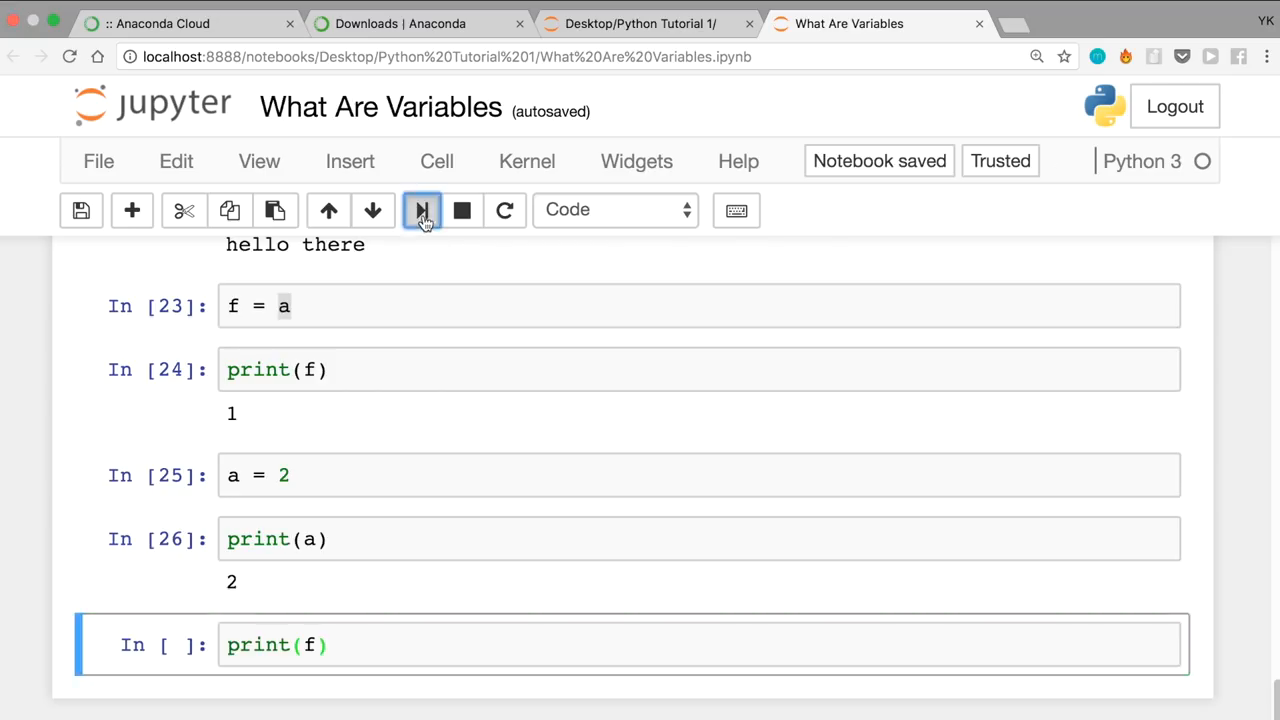 :: Anaconda Cloud
Downloads | Anaconda
Desktop/Python Tutorial 1/
What Are Variables
YK
localhost:8888/notebooks/Desktop/Python%20Tutorial%201/What%20Are%20Variables.ipynb
jupyter What Are Variables (autosaved)
Logout
File Edit View Insert Cell Kernel Widgets Help
Notebook saved
Trusted
Python 3
Code
hello there
In [23]: f = a
In [24]: print(f)
1
In [25]: a = 2
In [26]: print(a)
2
In [ ]: print(f)